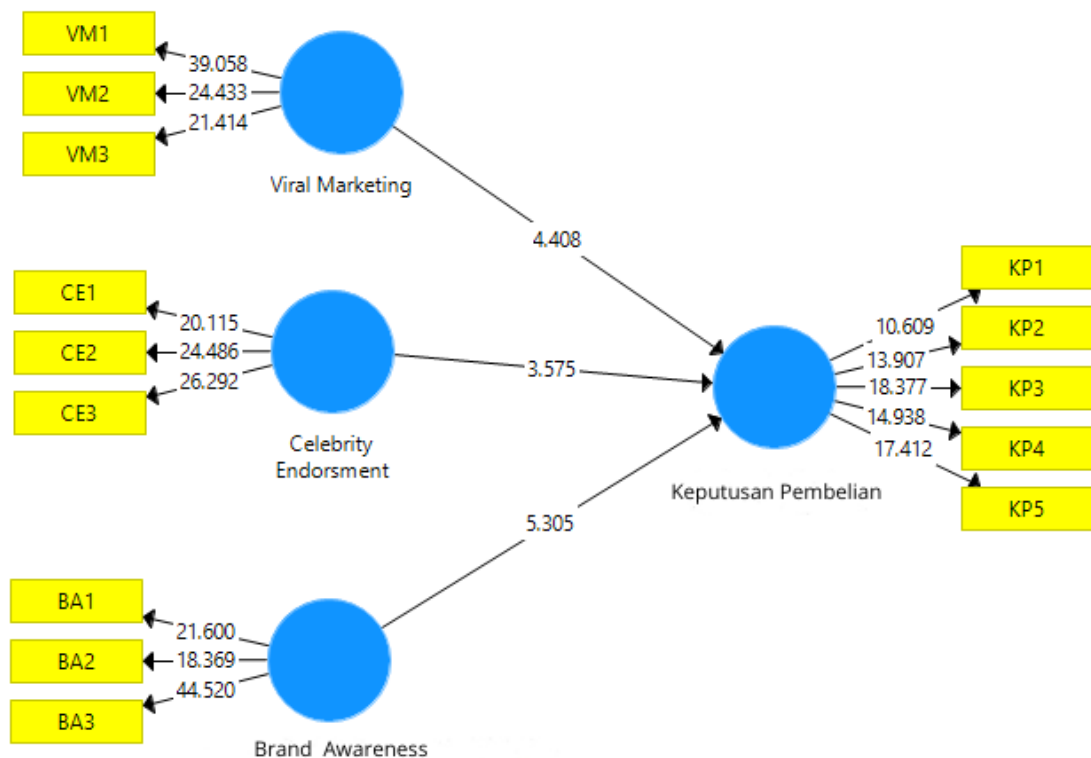 VM1
39.058
VM2
24.433
VM3
21.414
Viral Marketing
4.408
CE1
20.115
CE2
24.486
CE3
26.292
Celebrity
Endorsment
3.575
BA1
21.600
BA2
18.369
BA3
44.520
Brand Awareness
5.305
Keputusan Pembelian
KP1
10.609
KP2
13.907
KP3
18.377
KP4
14.938
KP5
17.412